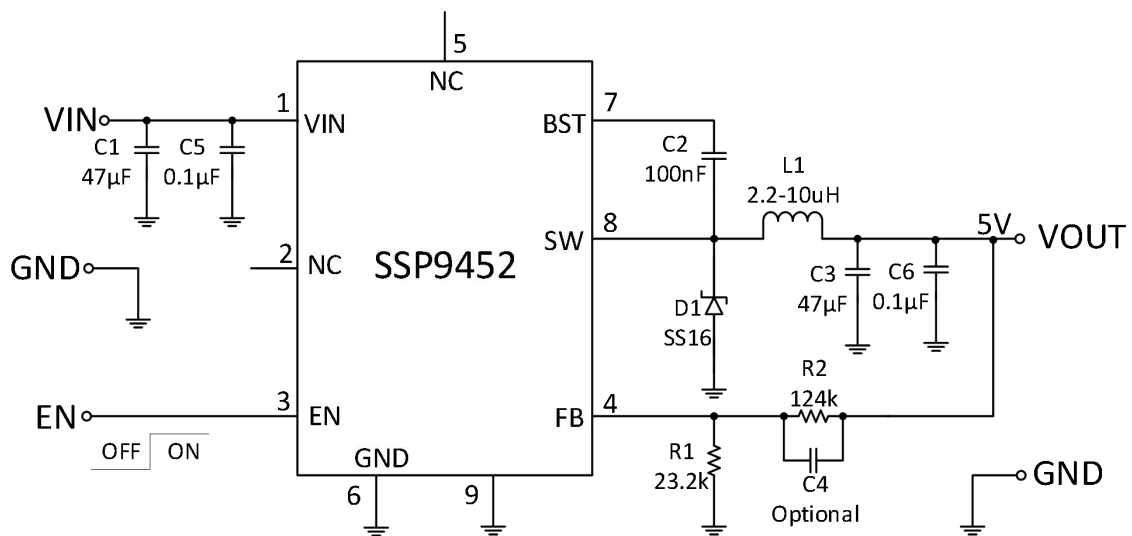 5
NC
1
7
VIN
VIN
BST
C1
47µF
C5
0.1µF
C2
100nF
L1
2.2-10uH
8
SW
5V
VOUT
GND
2
NC
SSP9452
C3
47µF
C6
0.1µF
D1
SS16
R2
124k
EN
3
EN
4
FB
OFF
ON
GND
R1
23.2k
C4
Optional
GND
6
9